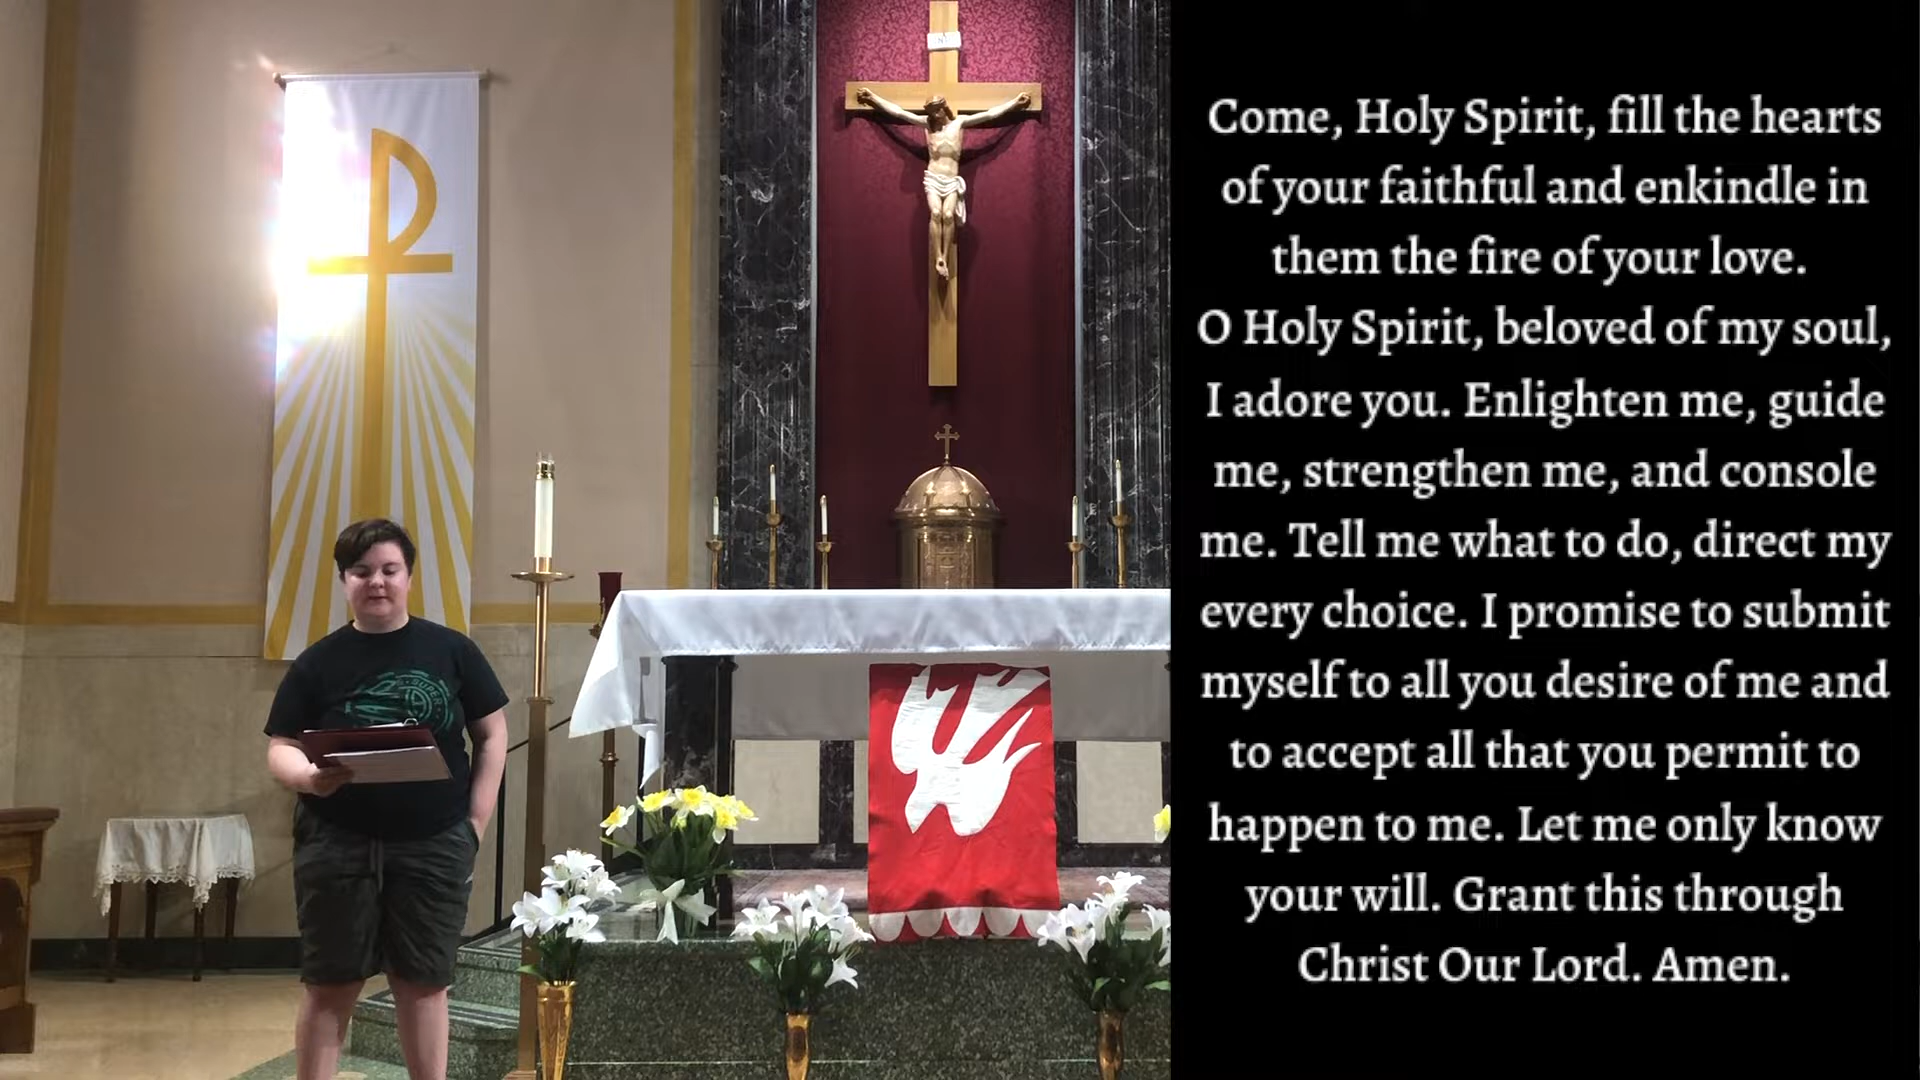 Come, Holy Spirit, fill the hearts
of your faithful and enkindle in
them the fire of your love.
O Holy Spirit, beloved of my soul,
I adore you. Enlighten me, guide
me, strengthen me, and console
me. Tell me what to do, direct my
every choice. I promise to submit
myself to all you desire of me and
to accept all that you permit to
happen to me. Let me only know
your will. Grant this through
Christ Our Lord. Amen.
SUPER